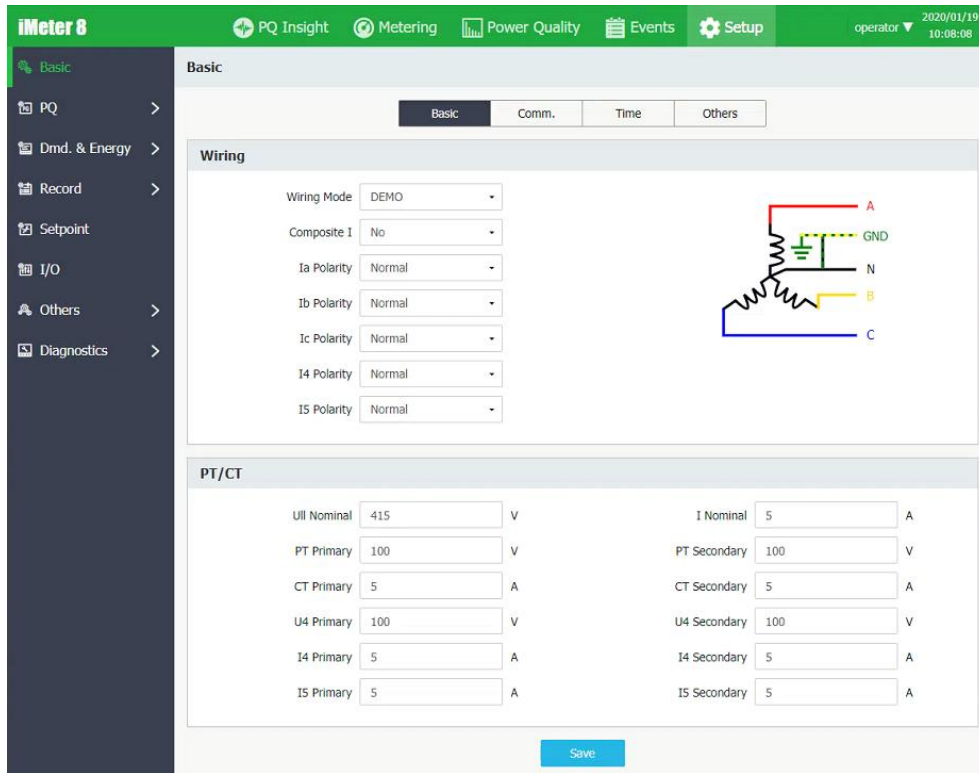 iMeter 8
PQ Insight
Metering
Power Quality
Events
Setup
operator ▼
2020/01/19
10:08:08
Basic
PQ
Dmd. & Energy
Record
Setpoint
I/O
Others
Diagnostics
Basic
Basic
Comm.
Time
Others
Wiring
Wiring Mode DEMO
Composite I No
Ia Polarity Normal
Ib Polarity Normal
Ic Polarity Normal
I4 Polarity Normal
I5 Polarity Normal
A
GND
N
B
C
PT/CT
Ull Nominal 415 V I Nominal 5 A
PT Primary 100 V PT Secondary 100 V
CT Primary 5 A CT Secondary 5 A
U4 Primary 100 V U4 Secondary 100 V
I4 Primary 5 A I4 Secondary 5 A
I5 Primary 5 A I5 Secondary 5 A
Save